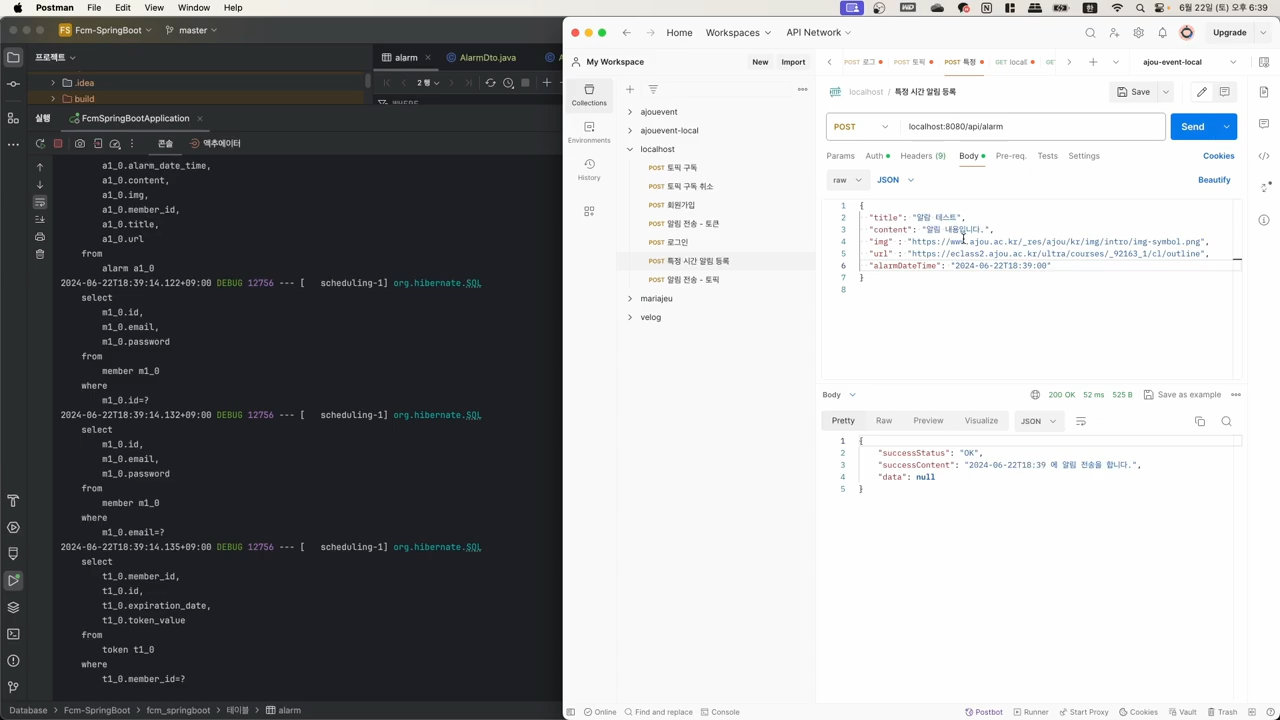 Postman File Edit View Window Help 6월 22일 (토) 오후 6:39
FS Fcm-SpringBoot master
프로젝트
.idea
build
alarm AlarmDto.java
2 행
실행 FcmSpringBootApplication
콘솔 액추에이터
a1_0.alarm_date_time,
a1_0.content,
a1_0.img,
a1_0.member_id,
a1_0.title,
a1_0.url
from
alarm a1_0
2024-06-22T18:39:14.122+09:00 DEBUG 12756 --- [ scheduling-1] org.hibernate.SQL
select
m1_0.id,
m1_0.email,
m1_0.password
from
member m1_0
where
m1_0.id=?
2024-06-22T18:39:14.132+09:00 DEBUG 12756 --- [ scheduling-1] org.hibernate.SQL
select
m1_0.id,
m1_0.email,
m1_0.password
from
member m1_0
where
m1_0.email=?
2024-06-22T18:39:14.135+09:00 DEBUG 12756 --- [ scheduling-1] org.hibernate.SQL
select
t1_0.member_id,
t1_0.id,
t1_0.expiration_date,
t1_0.token_value
from
token t1_0
where
t1_0.member_id=?
Database Fcm-SpringBoot fcm_springboot 테이블 alarm
Home Workspaces API Network Upgrade
My Workspace New Import
Collections
Environments
History
ajouevent
ajouevent-local
localhost
POST 토픽 구독
POST 토픽 구독 취소
POST 회원가입
POST 알림 전송 - 토큰
POST 로그인
POST 특정 시간 알림 등록
POST 알림 전송 - 토픽
mariajeu
velog
POST 로그 POST 토픽 POST 특정 GET local. GET ajou-event-local
localhost / 특정 시간 알림 등록 Save
POST localhost:8080/api/alarm Send
Params Auth Headers (9) Body Pre-req. Tests Settings Cookies
raw JSON Beautify
1 {
2 "title": "알람 테스트",
3 "content": "알림 내용입니다.",
4 "img" : "https://www.ajou.ac.kr/_res/ajou/kr/img/intro/img-symbol.png",
5 "url" : "https://eclass2.ajou.ac.kr/ultra/courses/_92163_1/cl/outline",
6 "alarmDateTime": "2024-06-22T18:39:00"
7 }
8
Body 200 OK 52 ms 525 B Save as example
Pretty Raw Preview Visualize JSON
1 {
2 "successStatus": "OK",
3 "successContent": "2024-06-22T18:39 에 알림 전송을 합니다.",
4 "data": null
5 }
Online Find and replace Console Postbot Runner Start Proxy Cookies Vault Trash